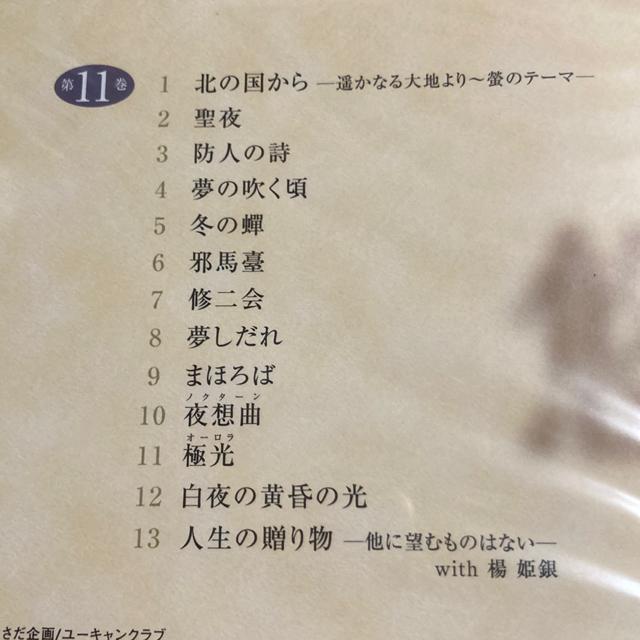 第11巻
1 北の国から ―遥かなる大地より～螢のテーマ―
2 聖夜
3 防人の詩
4 夢の吹く頃
5 冬の蟬
6 邪馬臺
7 修二会
8 夢しだれ
9 まほろば
ノクターン
10 夜想曲
オーロラ
11 極光
12 白夜の黄昏の光
13 人生の贈り物 ―他に望むものはない―
with 楊 姫銀
さだ企画/ユーキャンクラブ